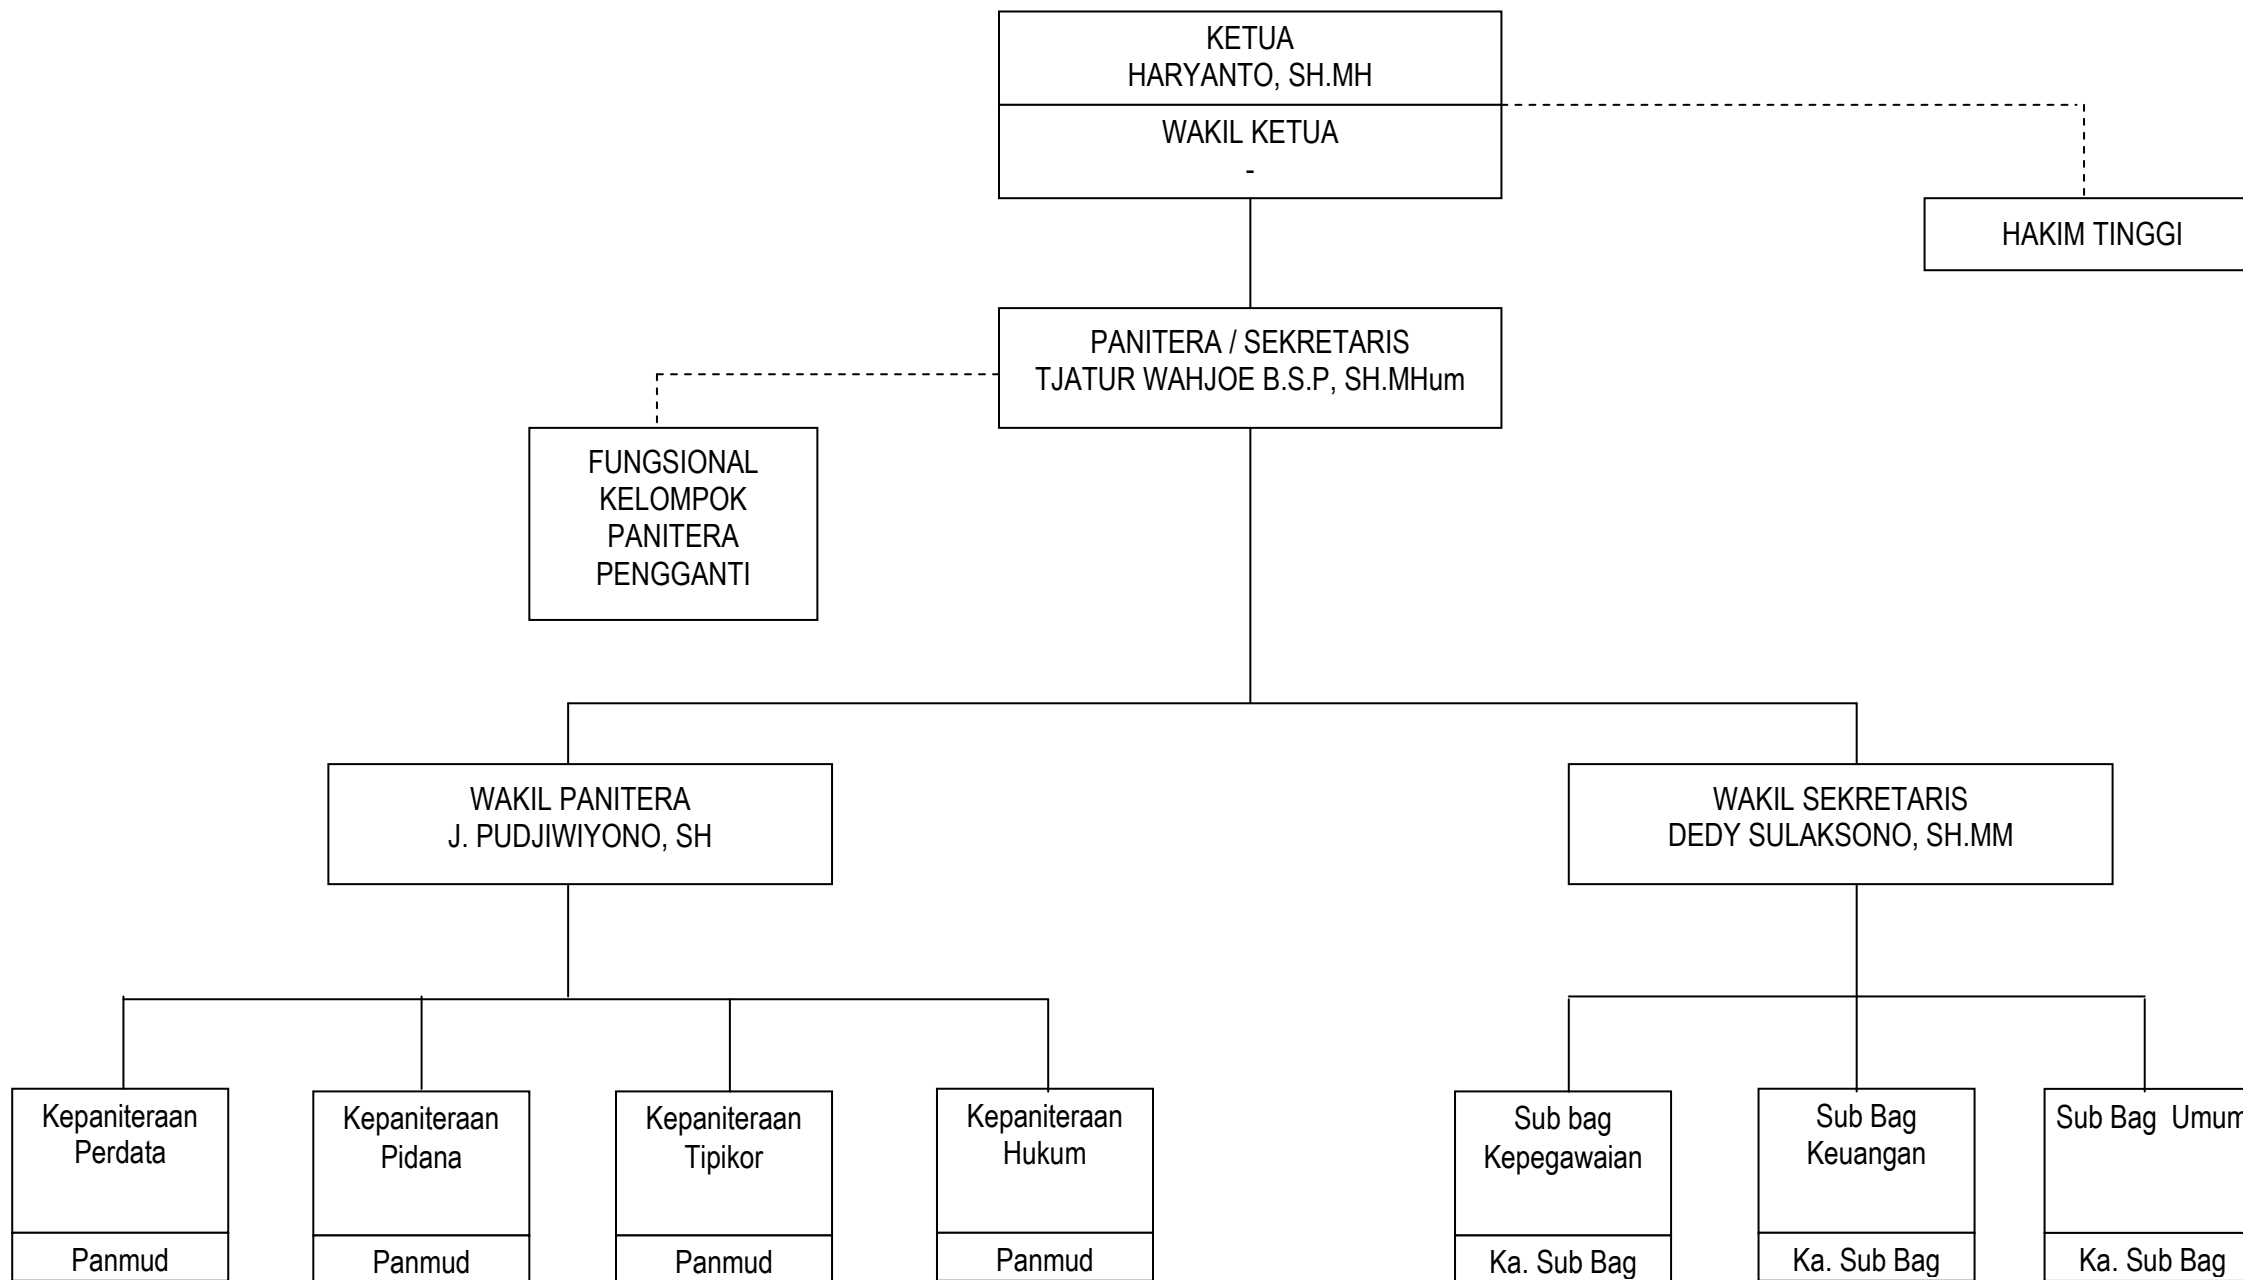 KETUA
HARYANTO, SH.MH
WAKIL KETUA
-
HAKIM TINGGI
PANITERA / SEKRETARIS
TJATUR WAHJOE B.S.P, SH.MHum
FUNGSIONAL
KELOMPOK
PANITERA
PENGGANTI
WAKIL PANITERA
J. PUDJIWIYONO, SH
WAKIL SEKRETARIS
DEDY SULAKSONO, SH.MM
Kepaniteraan
Perdata
Panmud
Kepaniteraan
Pidana
Panmud
Kepaniteraan
Tipikor
Panmud
Kepaniteraan
Hukum
Panmud
Sub bag
Kepegawaian
Ka. Sub Bag
Sub Bag
Keuangan
Ka. Sub Bag
Sub Bag  Umum
Ka. Sub Bag